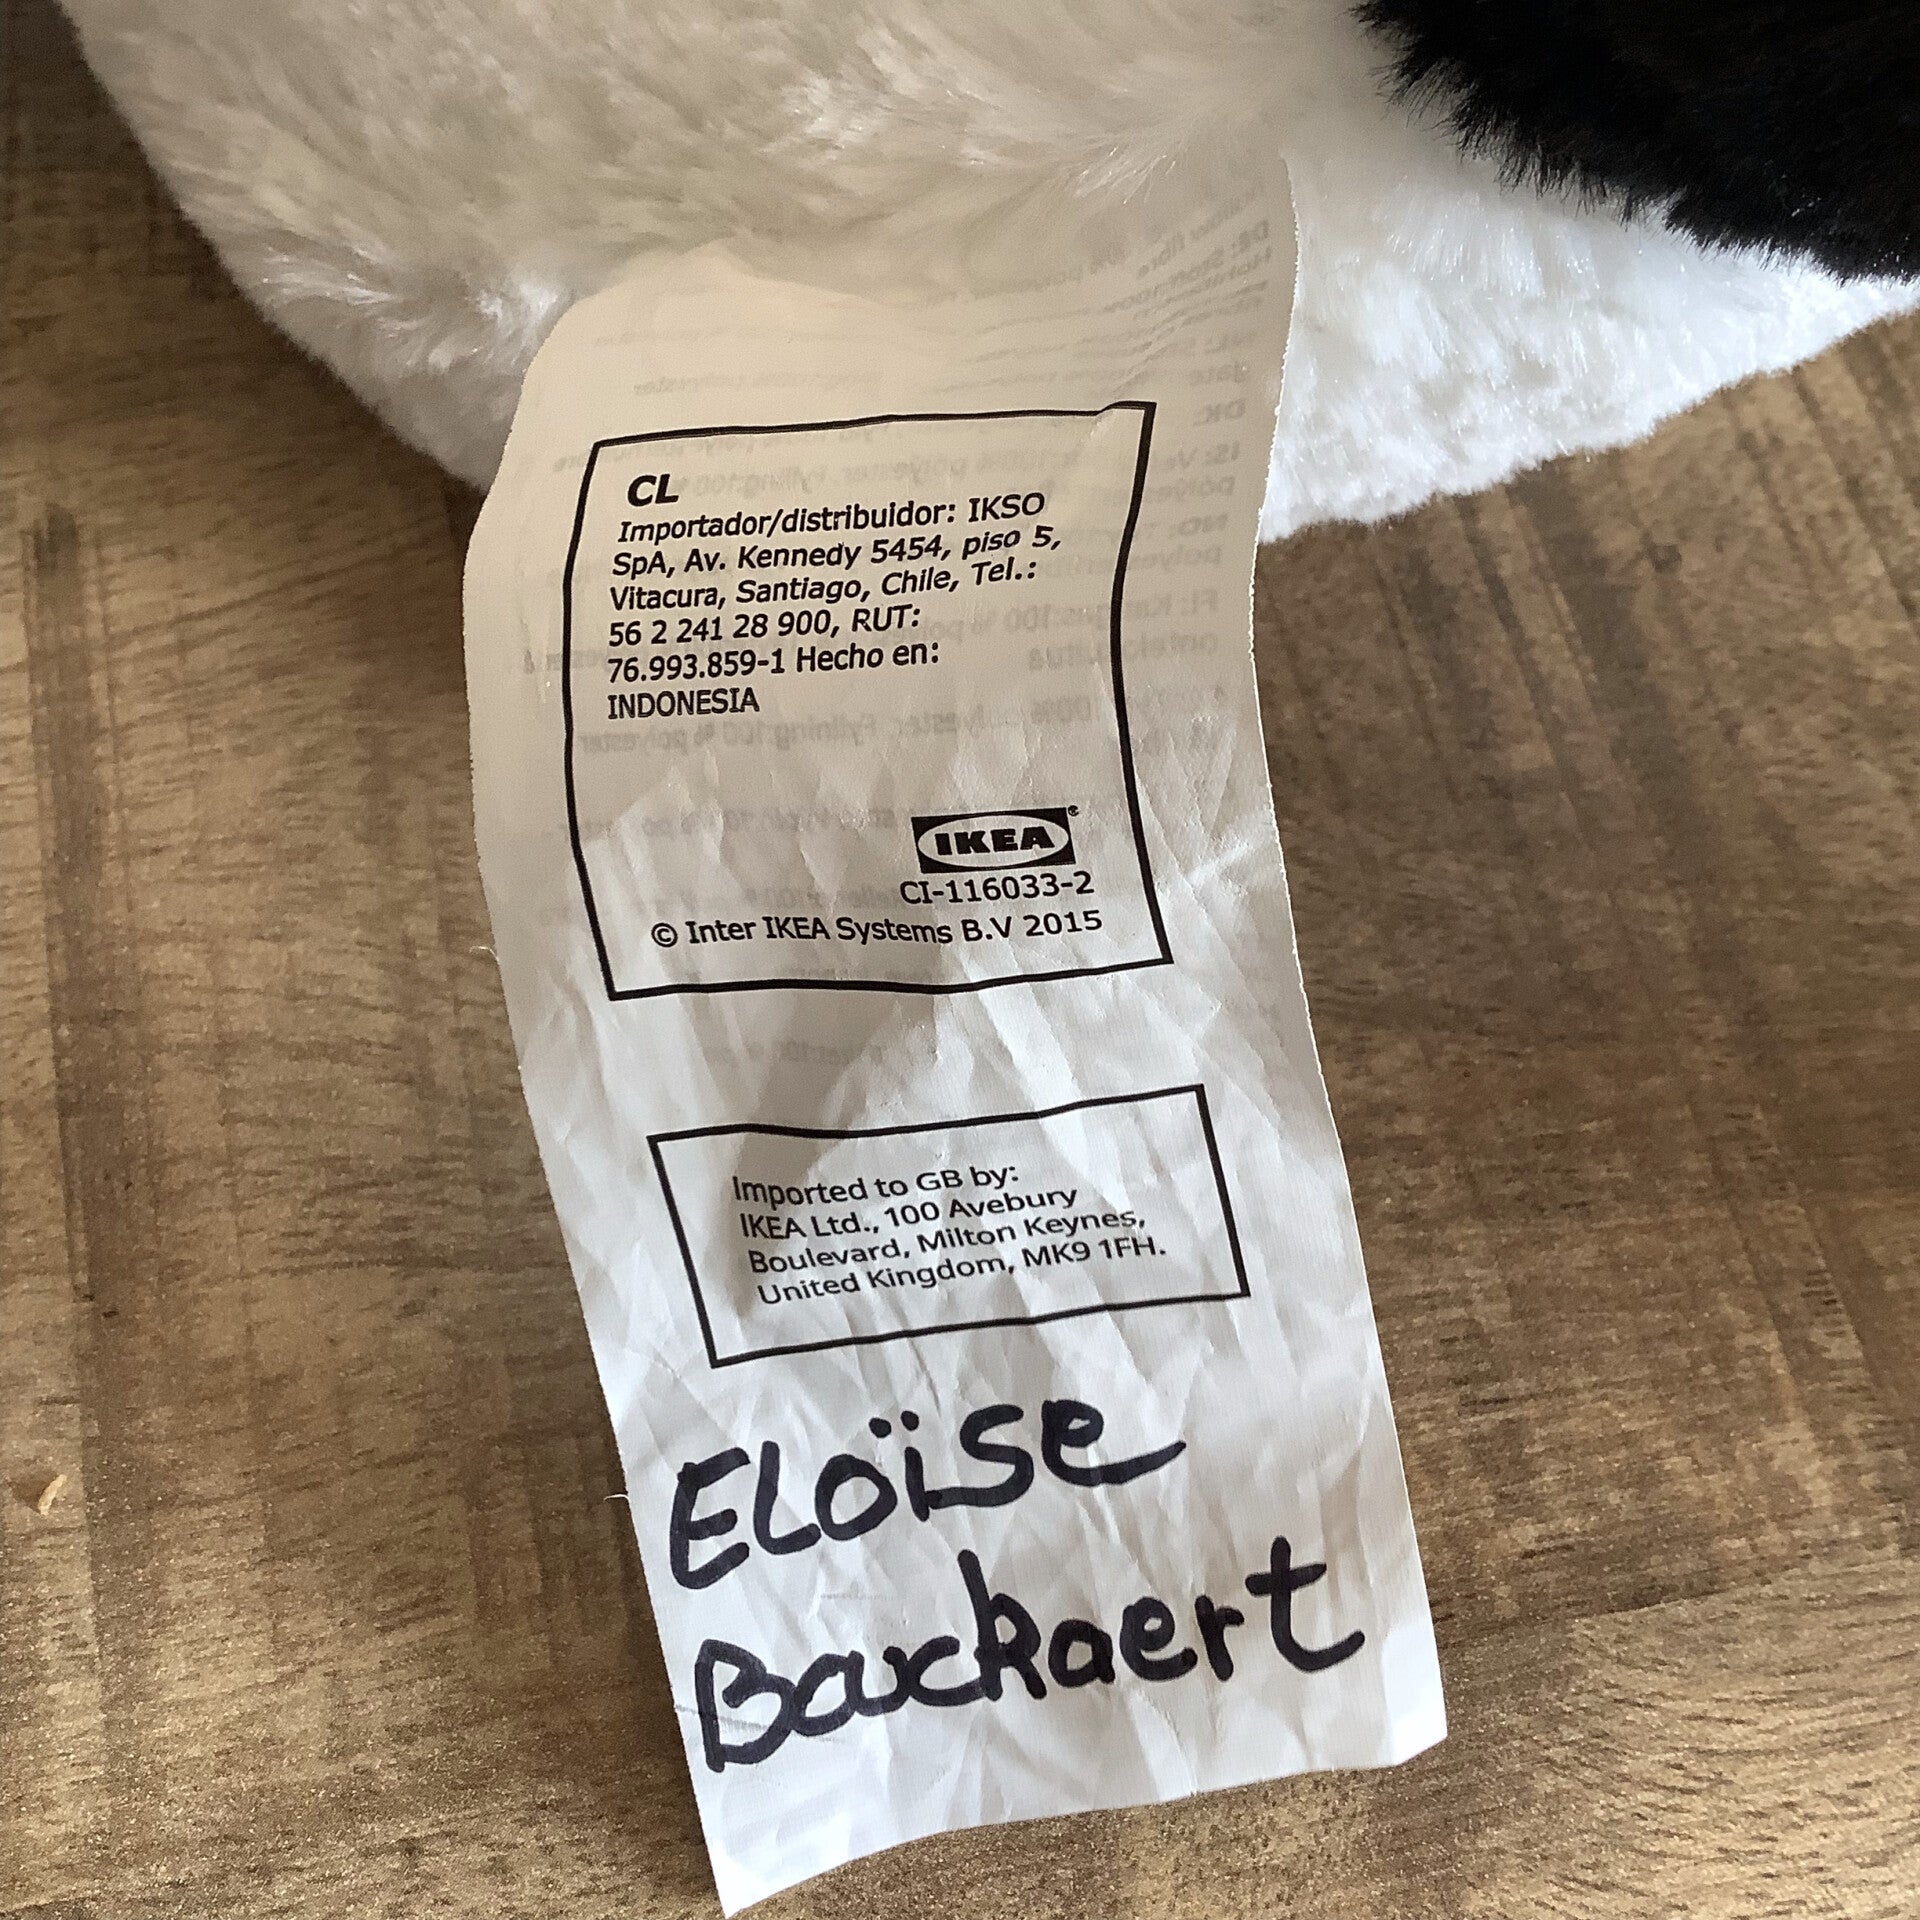 CL
Importador/distribuidor: IKSO
SpA, Av. Kennedy 5454, piso 5,
Vitacura, Santiago, Chile, Tel.:
56 2 241 28 900, RUT:
76.993.859-1 Hecho en:
INDONESIA
IKEA®
CI-116033-2
© Inter IKEA Systems B.V 2015
Imported to GB by:
IKEA Ltd., 100 Avebury
Boulevard, Milton Keynes,
United Kingdom, MK9 1FH.
ELoïse
Backaert